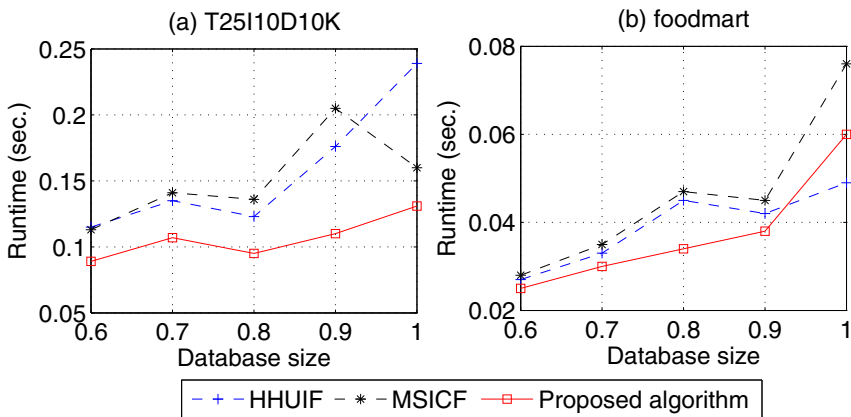 (a) T25I10D10K
0.25
0.2
0.15
0.1
0.05
Runtime (sec.)
0.6 0.7 0.8 0.9 1
Database size
(b) foodmart
0.08
0.06
0.04
0.02
Runtime (sec.)
0.6 0.7 0.8 0.9 1
Database size
HHUIF MSICF Proposed algorithm